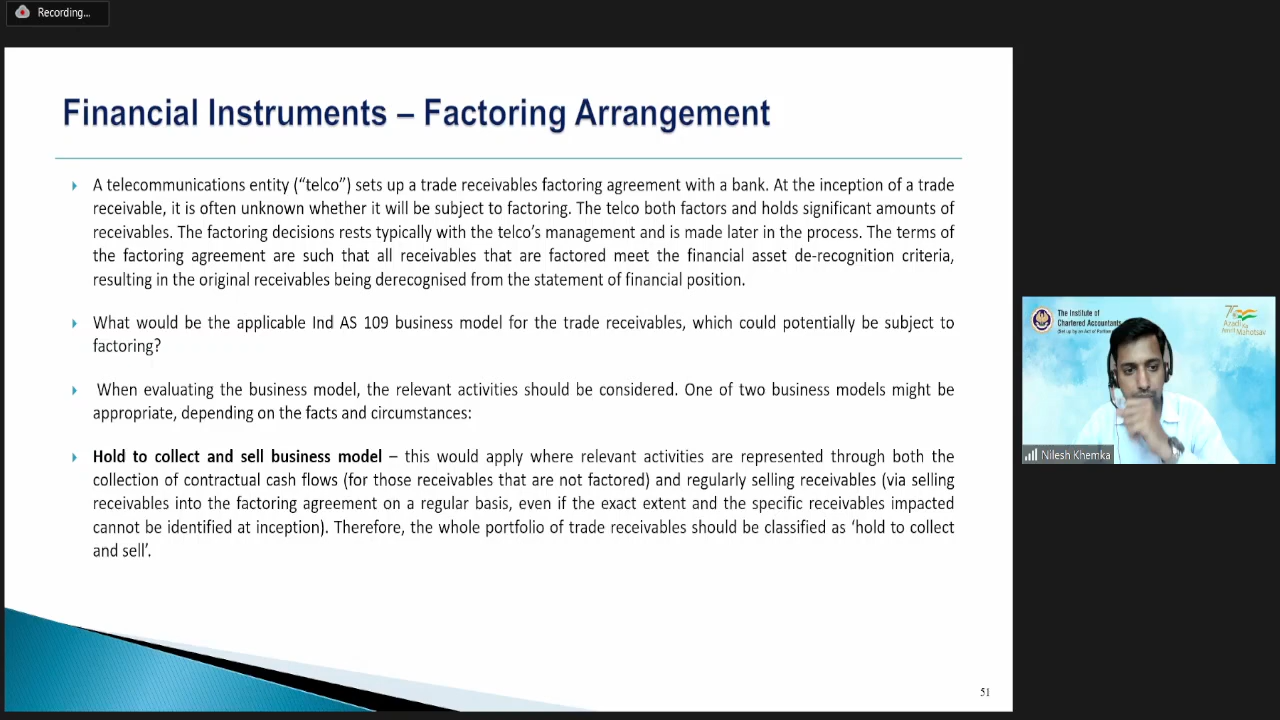 Recording...
Financial Instruments – Factoring Arrangement
A telecommunications entity (“telco”) sets up a trade receivables factoring agreement with a bank. At the inception of a trade
receivable, it is often unknown whether it will be subject to factoring. The telco both factors and holds significant amounts of
receivables. The factoring decisions rests typically with the telco’s management and is made later in the process. The terms of
the factoring agreement are such that all receivables that are factored meet the financial asset de-recognition criteria,
resulting in the original receivables being derecognised from the statement of financial position.
What would be the applicable Ind AS 109 business model for the trade receivables, which could potentially be subject to
factoring?
When evaluating the business model, the relevant activities should be considered. One of two business models might be
appropriate, depending on the facts and circumstances:
Hold to collect and sell business model – this would apply where relevant activities are represented through both the
collection of contractual cash flows (for those receivables that are not factored) and regularly selling receivables (via selling
receivables into the factoring agreement on a regular basis, even if the exact extent and the specific receivables impacted
cannot be identified at inception). Therefore, the whole portfolio of trade receivables should be classified as ‘hold to collect
and sell’.
51
The Institute of
Chartered Accountants
Azadi Ka
Amrit Mahotsav
Nilesh Khemka